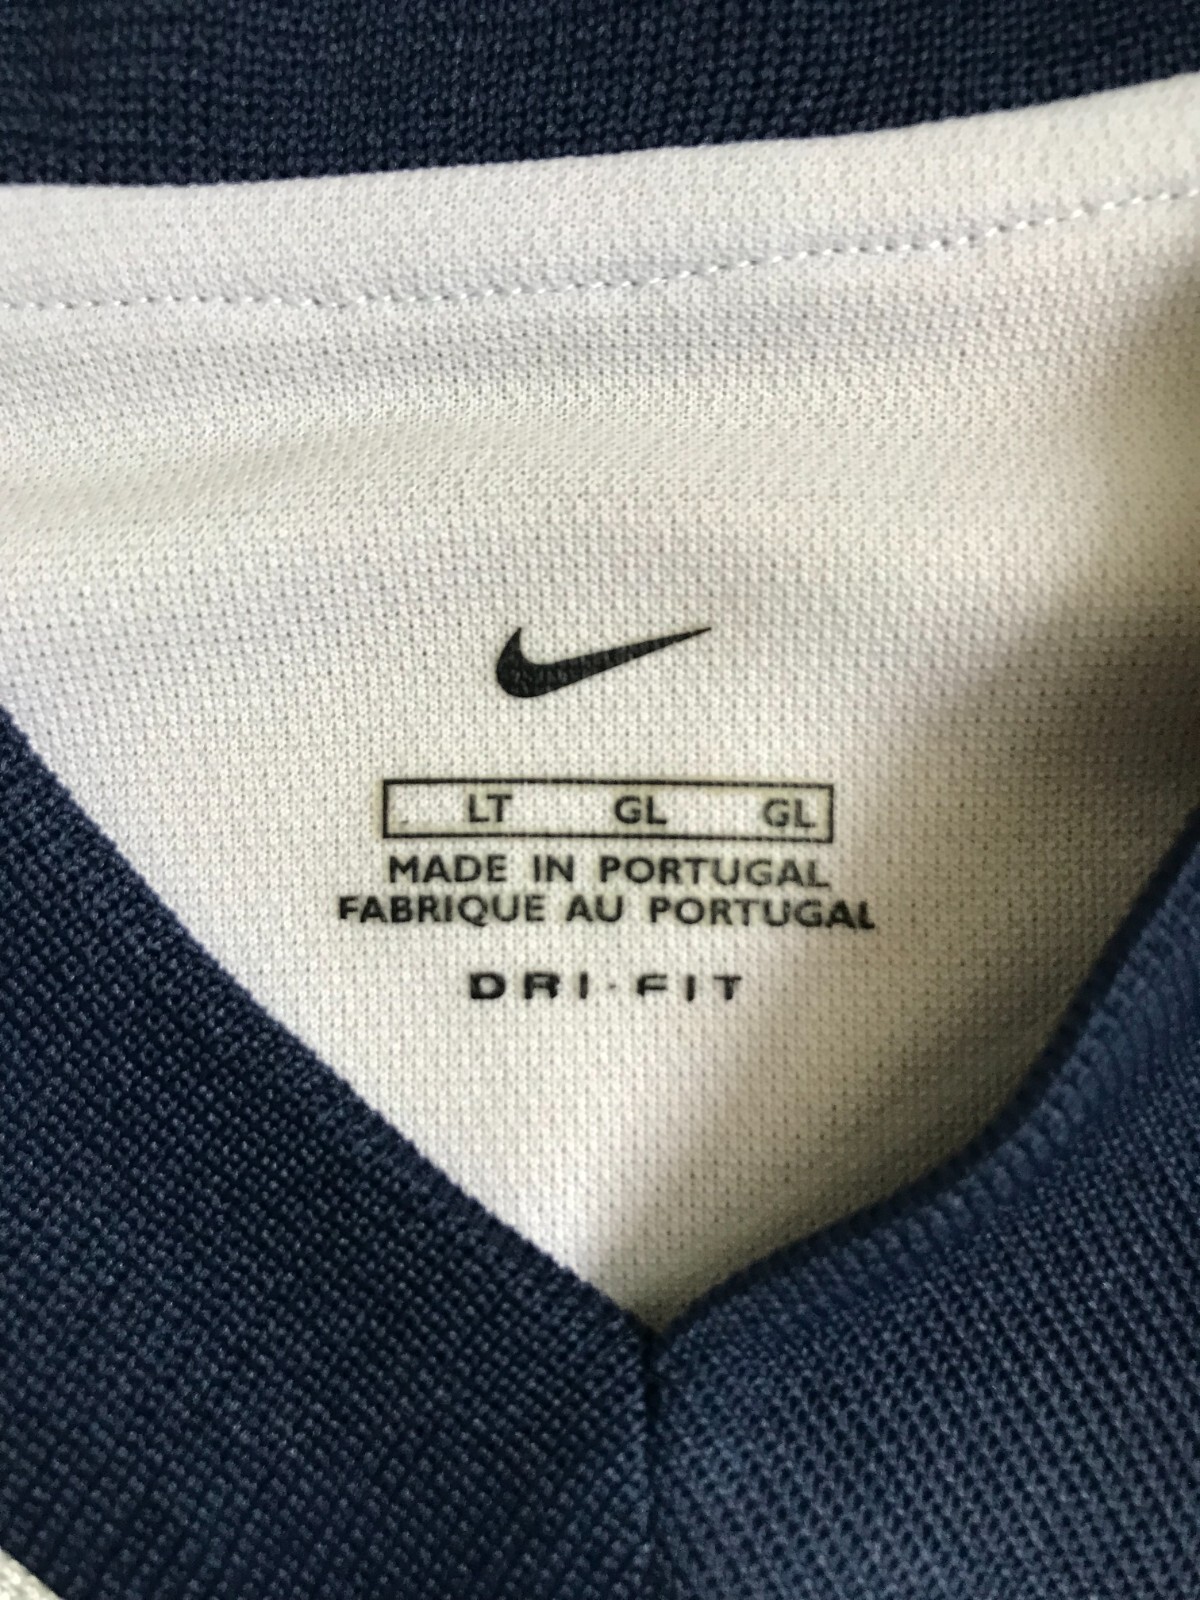 LT GL GL
MADE IN PORTUGAL
FABRIQUE AU PORTUGAL
DRI-FIT